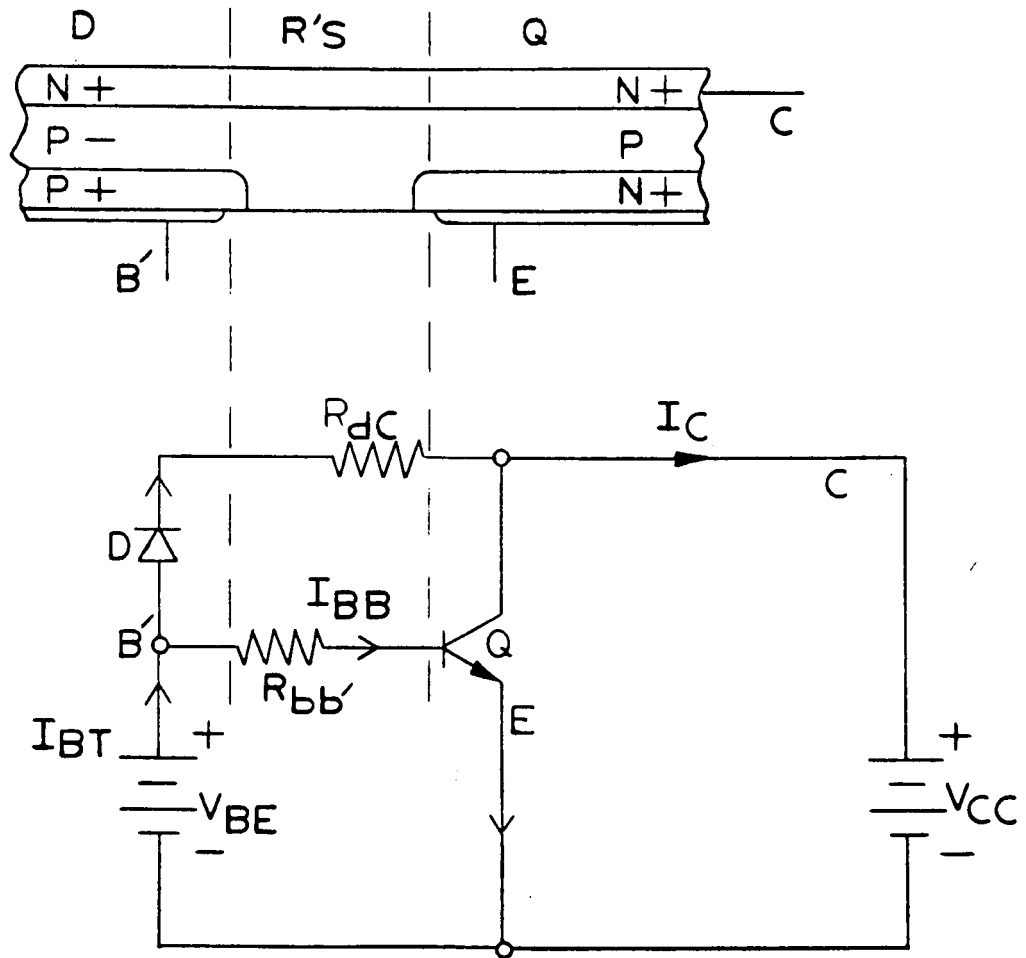 D R'S Q
N+ N+
C
P- P
P+ N+
B' E
RdC IC
C
D
IBB
B' Q
Rbb'
E
IBT + +
VBE VCC
- -